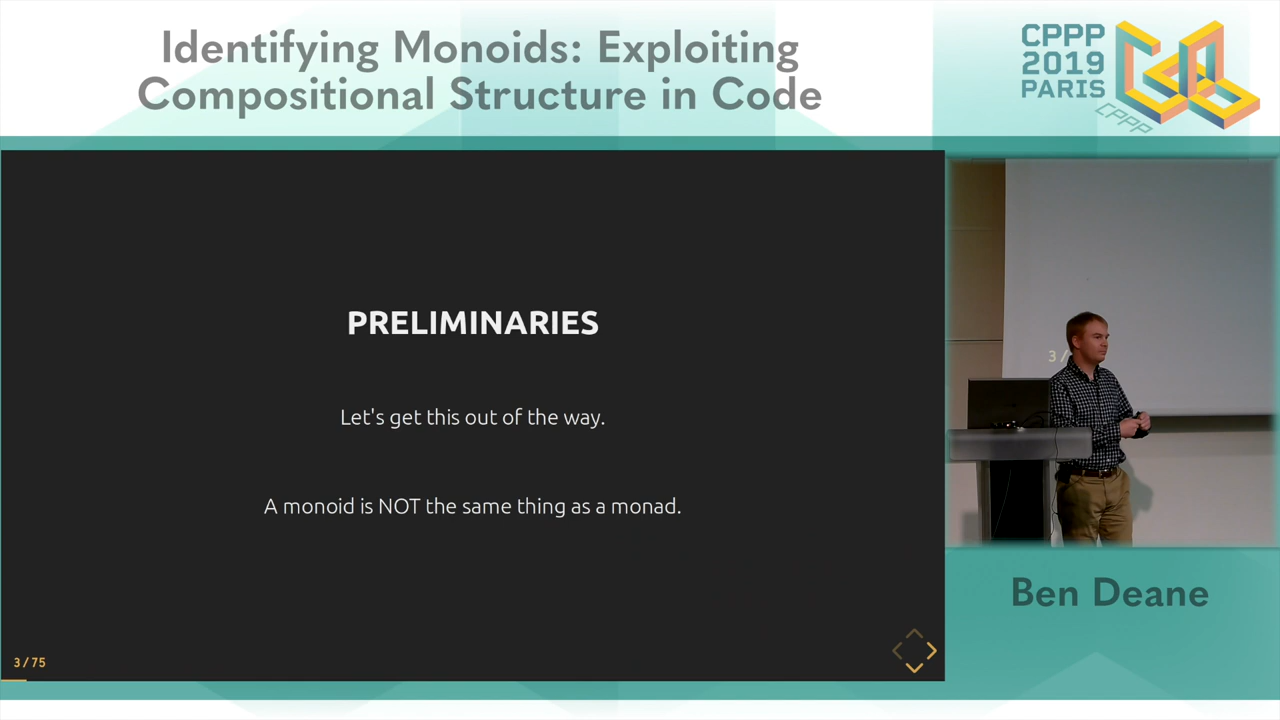 Identifying Monoids: Exploiting
Compositional Structure in Code
CPPP
2019
PARIS
CPPP
PRELIMINARIES
Let's get this out of the way.
A monoid is NOT the same thing as a monad.
3 / 75
3 /
Ben Deane